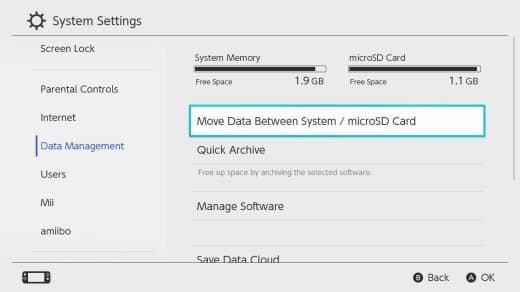 System Settings
Screen Lock
Parental Controls
Internet
Data Management
Users
Mii
amiibo
System Memory
Free Space 1.9 GB
microSD Card
Free Space 1.1 GB
Move Data Between System / microSD Card
Quick Archive
Free up space by archiving the selected software.
Manage Software
Save Data Cloud
B Back
A OK